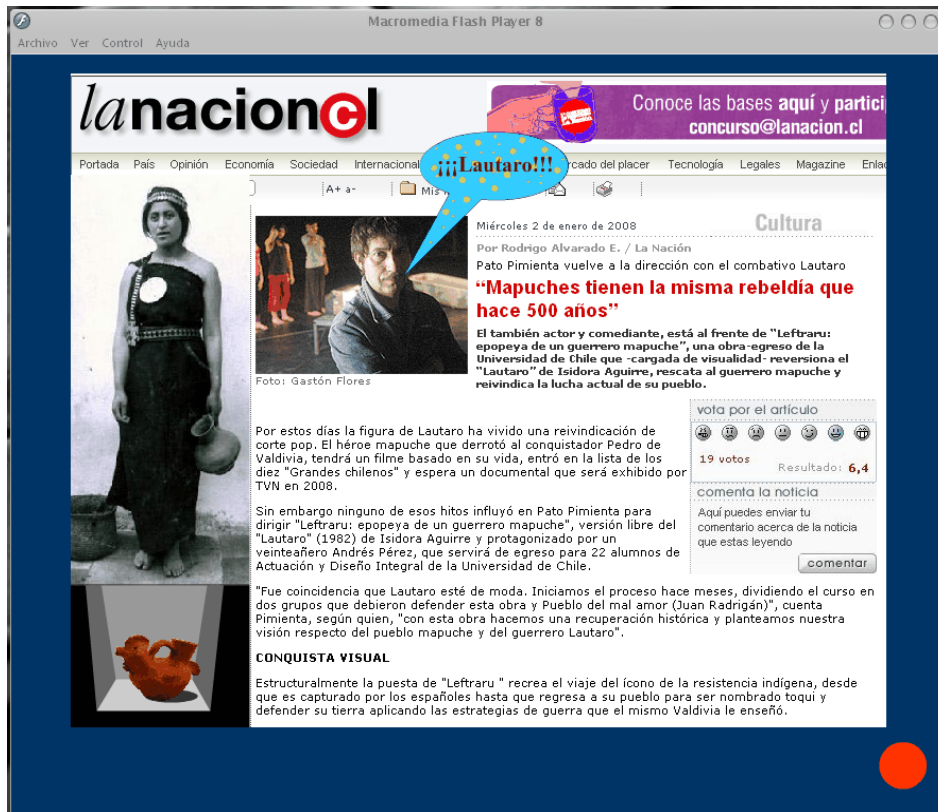 Macromedia Flash Player 8
Archivo Ver Control Ayuda
lanacioncl
Conoce las bases aquí y partici
concurso@lanacion.cl
¡¡¡Lautaro!!!
Portada País Opinión Economía Sociedad Internacional rcado del placer Tecnología Legales Magazine Enlac
A+ a- Mis
Miércoles 2 de enero de 2008
Cultura
Por Rodrigo Alvarado E. / La Nación
Pato Pimienta vuelve a la dirección con el combativo Lautaro
“Mapuches tienen la misma rebeldía que
hace 500 años”
El también actor y comediante, está al frente de “Leftraru:
epopeya de un guerrero mapuche”, una obra-egreso de la
Universidad de Chile que -cargada de visualidad- reversiona el
“Lautaro” de Isidora Aguirre, rescata al guerrero mapuche y
reivindica la lucha actual de su pueblo.
Foto: Gastón Flores
vota por el artículo
19 votos
Resultado: 6,4
comenta la noticia
Aquí puedes enviar tu
comentario acerca de la noticia
que estas leyendo
comentar
Por estos días la figura de Lautaro ha vivido una reivindicación de
corte pop. El héroe mapuche que derrotó al conquistador Pedro de
Valdivia, tendrá un filme basado en su vida, entró en la lista de los
diez "Grandes chilenos" y espera un documental que será exhibido por
TVN en 2008.
Sin embargo ninguno de esos hitos influyó en Pato Pimienta para
dirigir "Leftraru: epopeya de un guerrero mapuche", versión libre del
"Lautaro" (1982) de Isidora Aguirre y protagonizado por un
veinteañero Andrés Pérez, que servirá de egreso para 22 alumnos de
Actuación y Diseño Integral de la Universidad de Chile.
"Fue coincidencia que Lautaro esté de moda. Iniciamos el proceso hace meses, dividiendo el curso en
dos grupos que debieron defender esta obra y Pueblo del mal amor (Juan Radrigán)", cuenta
Pimienta, según quien, "con esta obra hacemos una recuperación histórica y planteamos nuestra
visión respecto del pueblo mapuche y del guerrero Lautaro".
CONQUISTA VISUAL
Estructuralmente la puesta de "Leftraru " recrea el viaje del ícono de la resistencia indígena, desde
que es capturado por los españoles hasta que regresa a su pueblo para ser nombrado toqui y
defender su tierra aplicando las estrategias de guerra que el mismo Valdivia le enseñó.